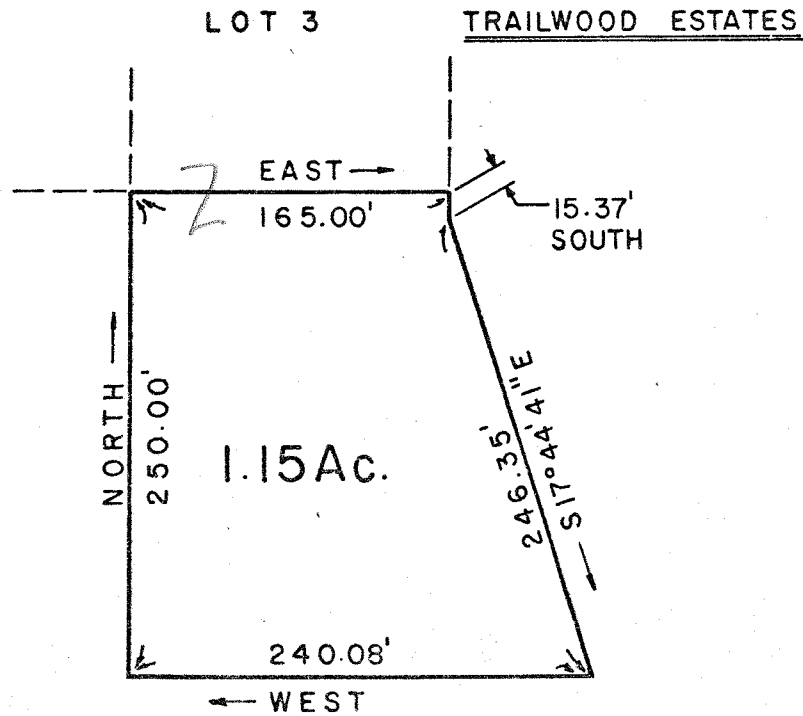 LOT 3
TRAILWOOD ESTATES
EAST
165.00'
2
15.37'
SOUTH
NORTH
250.00'
1.15Ac.
246.35'
S17°44'41"E
240.08'
WEST